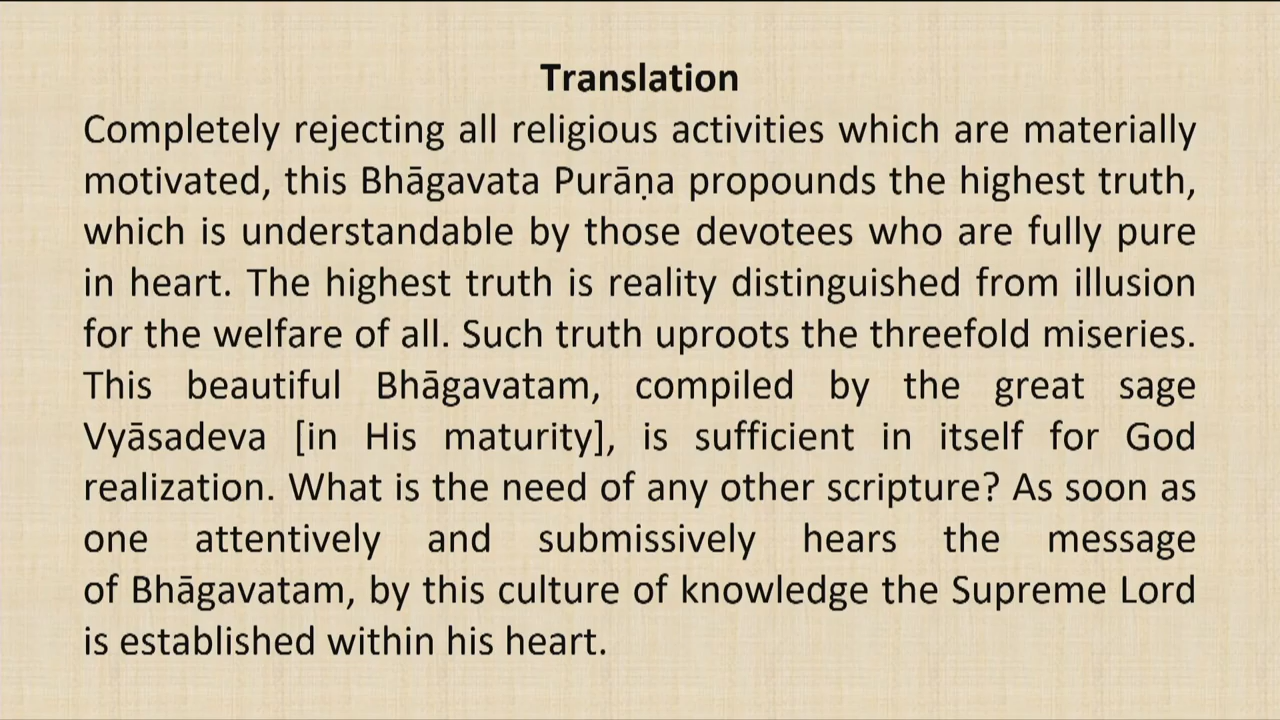 Translation
Completely rejecting all religious activities which are materially
motivated, this Bhāgavata Purāṇa propounds the highest truth,
which is understandable by those devotees who are fully pure
in heart. The highest truth is reality distinguished from illusion
for the welfare of all. Such truth uproots the threefold miseries.
This beautiful Bhāgavatam, compiled by the great sage
Vyāsadeva [in His maturity], is sufficient in itself for God
realization. What is the need of any other scripture? As soon as
one attentively and submissively hears the message
of Bhāgavatam, by this culture of knowledge the Supreme Lord
is established within his heart.